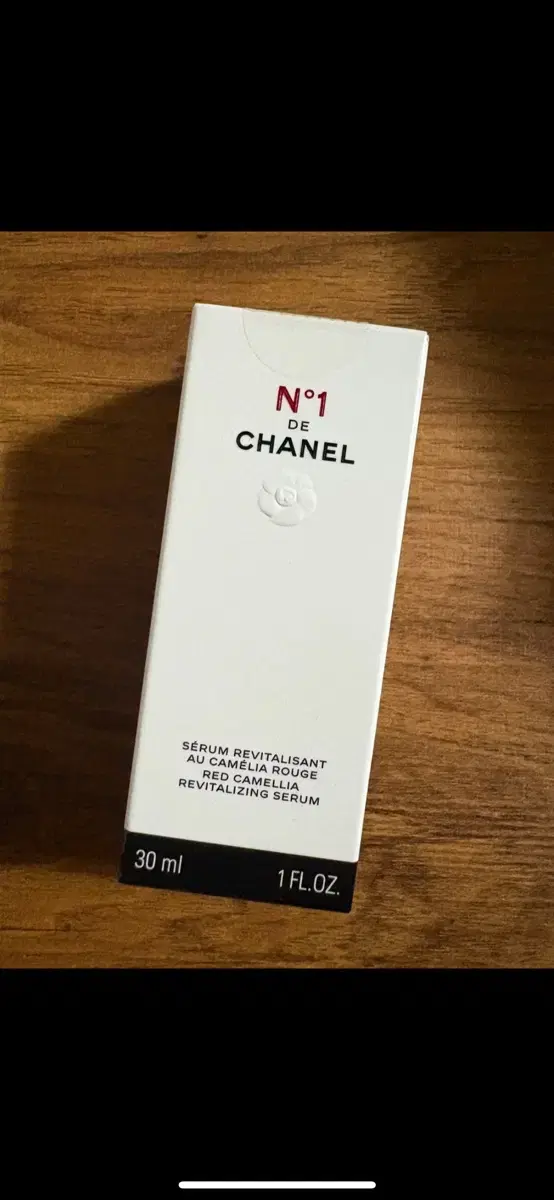 N°1
DE
CHANEL
SÉRUM REVITALISANT
AU CAMÉLIA ROUGE
RED CAMELLIA
REVITALIZING SERUM
30 ml 1 FL.OZ.